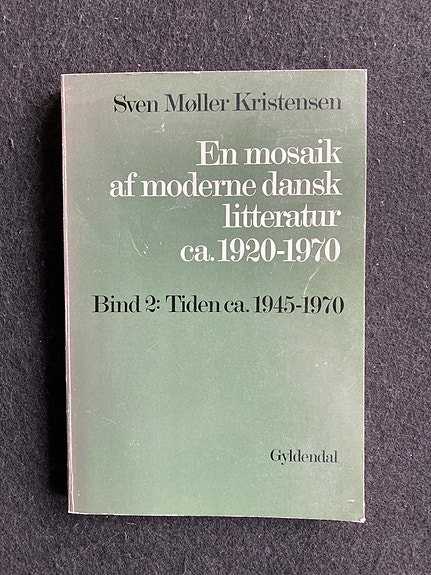 Sven Møller Kristensen
En mosaik
af moderne dansk
litteratur
ca. 1920-1970
Bind 2: Tiden ca. 1945-1970
Gyldendal